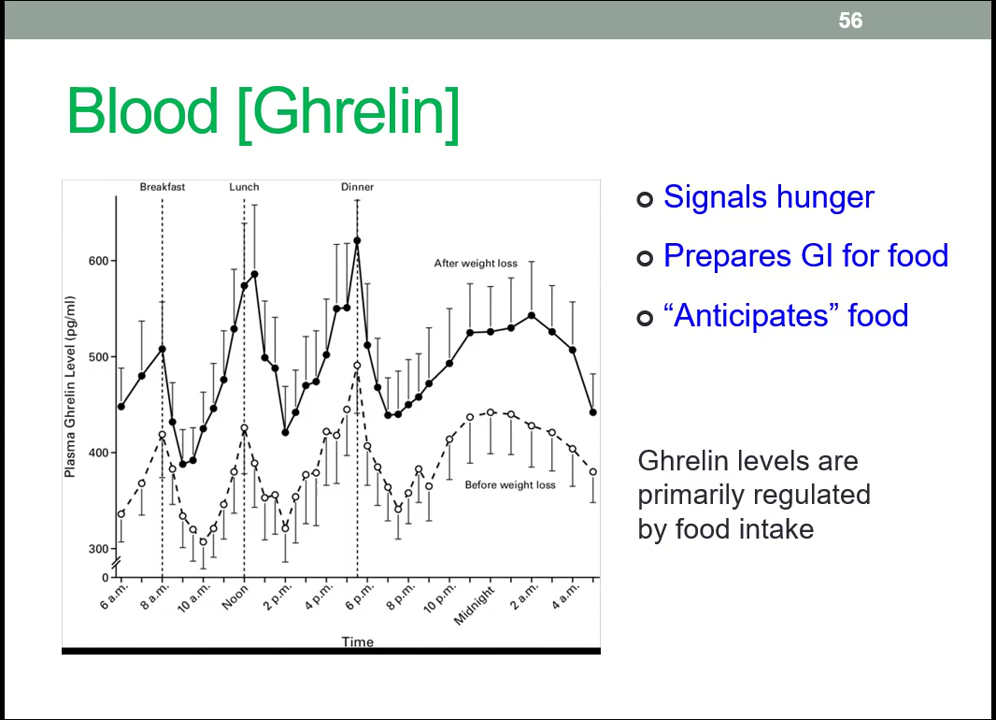 56
Blood [Ghrelin]
Breakfast
Lunch
Dinner
Plasma Ghrelin Level (pg/ml)
600
500
400
300
0
After weight loss
Before weight loss
6 a.m.
8 a.m.
10 a.m.
Noon
2 p.m.
4 p.m.
6 p.m.
8 p.m.
10 p.m.
Midnight
2 a.m.
4 a.m.
Time
Signals hunger
Prepares GI for food
“Anticipates” food
Ghrelin levels are
primarily regulated
by food intake